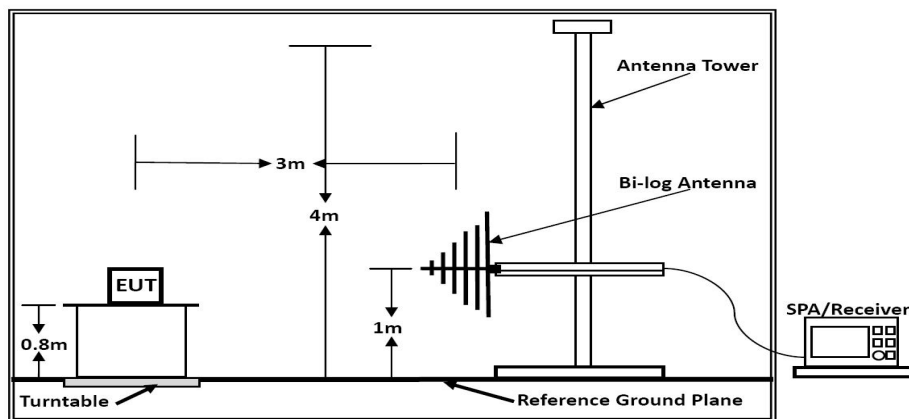 Antenna Tower
3m
Bi-log Antenna
4m
EUT
SPA/Receiver
0.8m
1m
Turntable
Reference Ground Plane